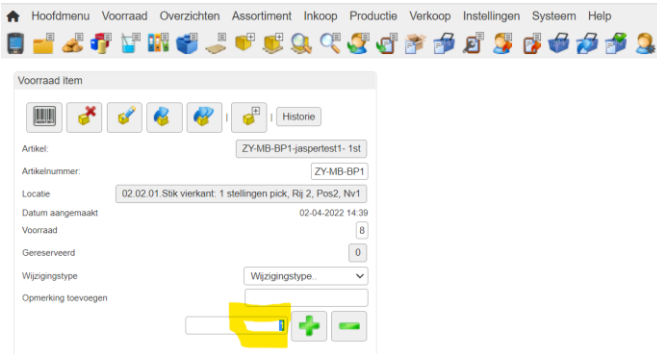 Hoofdmenu Voorraad Overzichten Assortiment Inkoop Productie Verkoop Instellingen Systeem Help
Voorraad item
Historie
Artikel: ZY-MB-BP1-jaspertest1- 1st
Artikelnummer: ZY-MB-BP1
Locatie 02.02.01.Stik vierkant: 1 stellingen pick, Rij 2, Pos2, Nv1
Datum aangemaakt 02-04-2022 14:39
Voorraad 8
Gereserveerd 0
Wijzigingstype Wijzigingstype..
Opmerking toevoegen
1